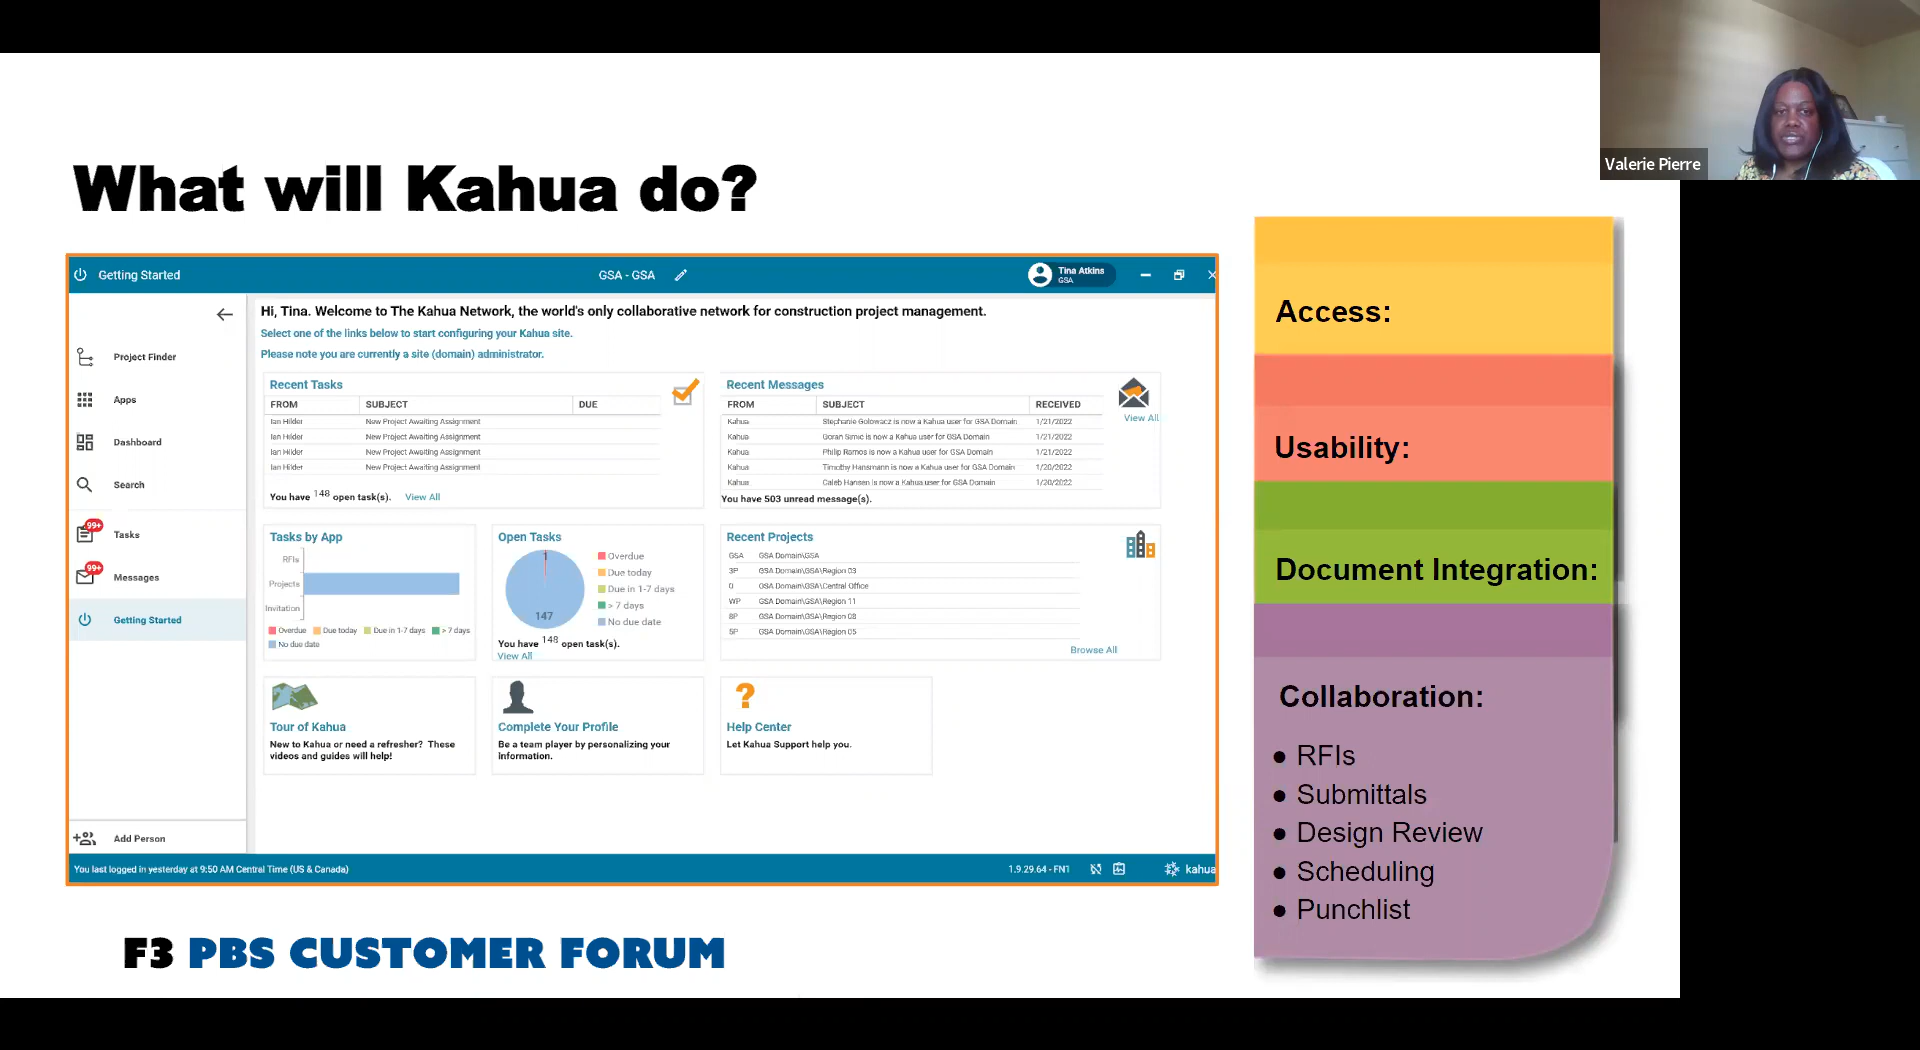 Valerie Pierre
What will Kahua do?
Getting Started
GSA - GSA
Tina Atkins
GSA
Project Finder
Apps
Dashboard
Search
99+
Tasks
99+
Messages
Getting Started
Add Person
Hi, Tina. Welcome to The Kahua Network, the world's only collaborative network for construction project management.
Select one of the links below to start configuring your Kahua site.
Please note you are currently a site (domain) administrator.
Recent Tasks
FROM SUBJECT DUE
Ian Hilder New Project Awaiting Assignment
Ian Hilder New Project Awaiting Assignment
Ian Hilder New Project Awaiting Assignment
Ian Hilder New Project Awaiting Assignment
You have 148 open task(s). View All
Recent Messages
View All
FROM SUBJECT RECEIVED
Kahua Stephanie Golowacz is now a Kahua user for GSA Domain 1/21/2022
Kahua Goran Simic is now a Kahua user for GSA Domain 1/21/2022
Kahua Philip Ramos is now a Kahua user for GSA Domain 1/21/2022
Kahua Timothy Hansmann is now a Kahua user for GSA Domain 1/20/2022
Kahua Caleb Hansen is now a Kahua user for GSA Domain 1/20/2022
You have 503 unread message(s).
Tasks by App
RFIs
Projects
Invitation
Overdue Due today Due in 1-7 days > 7 days
No due date
Open Tasks
1
147
Overdue
Due today
Due in 1-7 days
> 7 days
No due date
You have 148 open task(s).
View All
Recent Projects
GSA GSA Domain\GSA
3P GSA Domain\GSA\Region 03
0 GSA Domain\GSA\Central Office
WP GSA Domain\GSA\Region 11
8P GSA Domain\GSA\Region 08
5P GSA Domain\GSA\Region 05
Browse All
Tour of Kahua
New to Kahua or need a refresher? These
videos and guides will help!
Complete Your Profile
Be a team player by personalizing your
information.
Help Center
Let Kahua Support help you.
You last logged in yesterday at 9:50 AM Central Time (US & Canada)
1.9.29.64 - FN1
kahua
Access:
Usability:
Document Integration:
Collaboration:
● RFIs
● Submittals
● Design Review
● Scheduling
● Punchlist
F3 PBS CUSTOMER FORUM